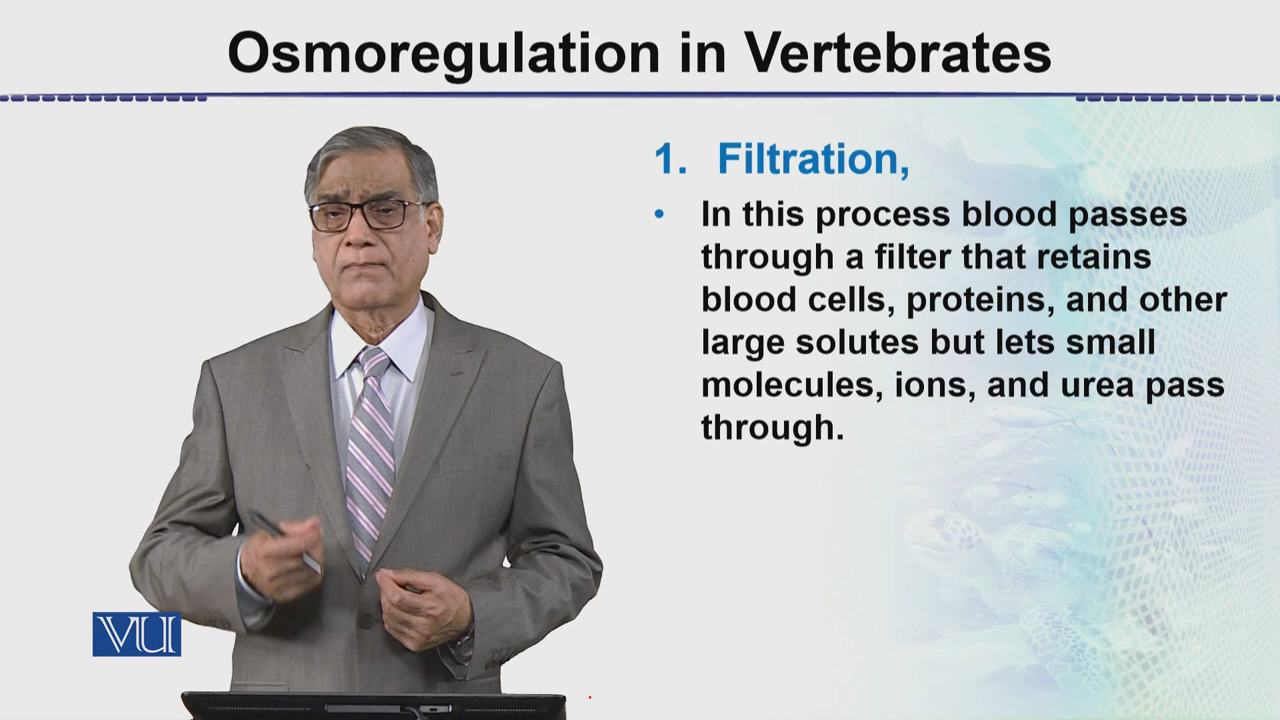 Osmoregulation in Vertebrates
1. Filtration,
• In this process blood passes
through a filter that retains
blood cells, proteins, and other
large solutes but lets small
molecules, ions, and urea pass
through.
VU